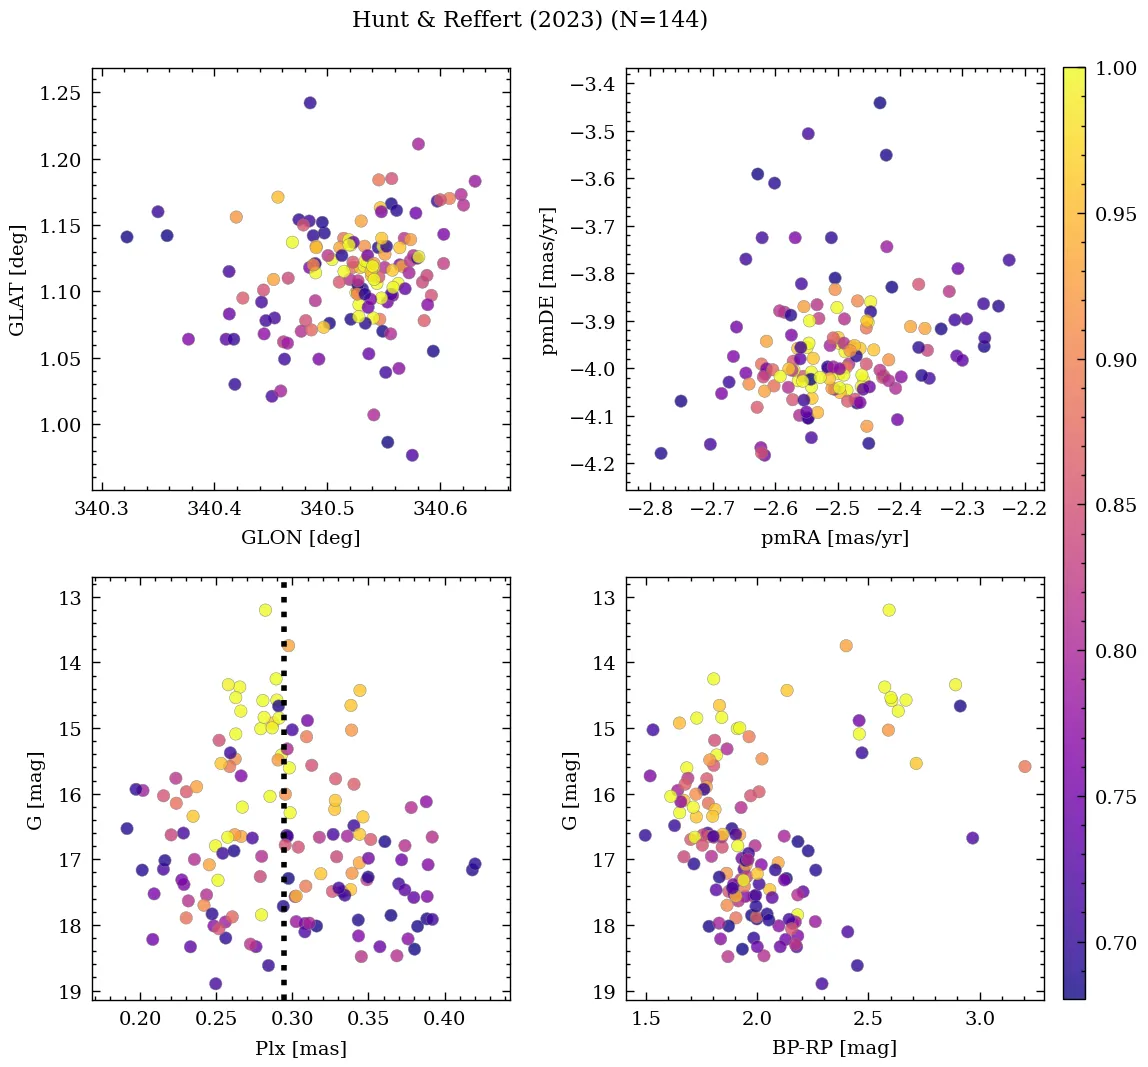 Hunt & Reffert (2023) (N=144)
1.25
1.20
1.15
1.10
1.05
1.00
GLAT [deg]
340.3 340.4 340.5 340.6
GLON [deg]
−3.4
−3.5
−3.6
−3.7
−3.8
−3.9
−4.0
−4.1
−4.2
pmDE [mas/yr]
−2.8 −2.7 −2.6 −2.5 −2.4 −2.3 −2.2
pmRA [mas/yr]
13
14
15
16
17
18
19
G [mag]
0.20 0.25 0.30 0.35 0.40
Plx [mas]
13
14
15
16
17
18
19
G [mag]
1.5 2.0 2.5 3.0
BP-RP [mag]
1.00
0.95
0.90
0.85
0.80
0.75
0.70